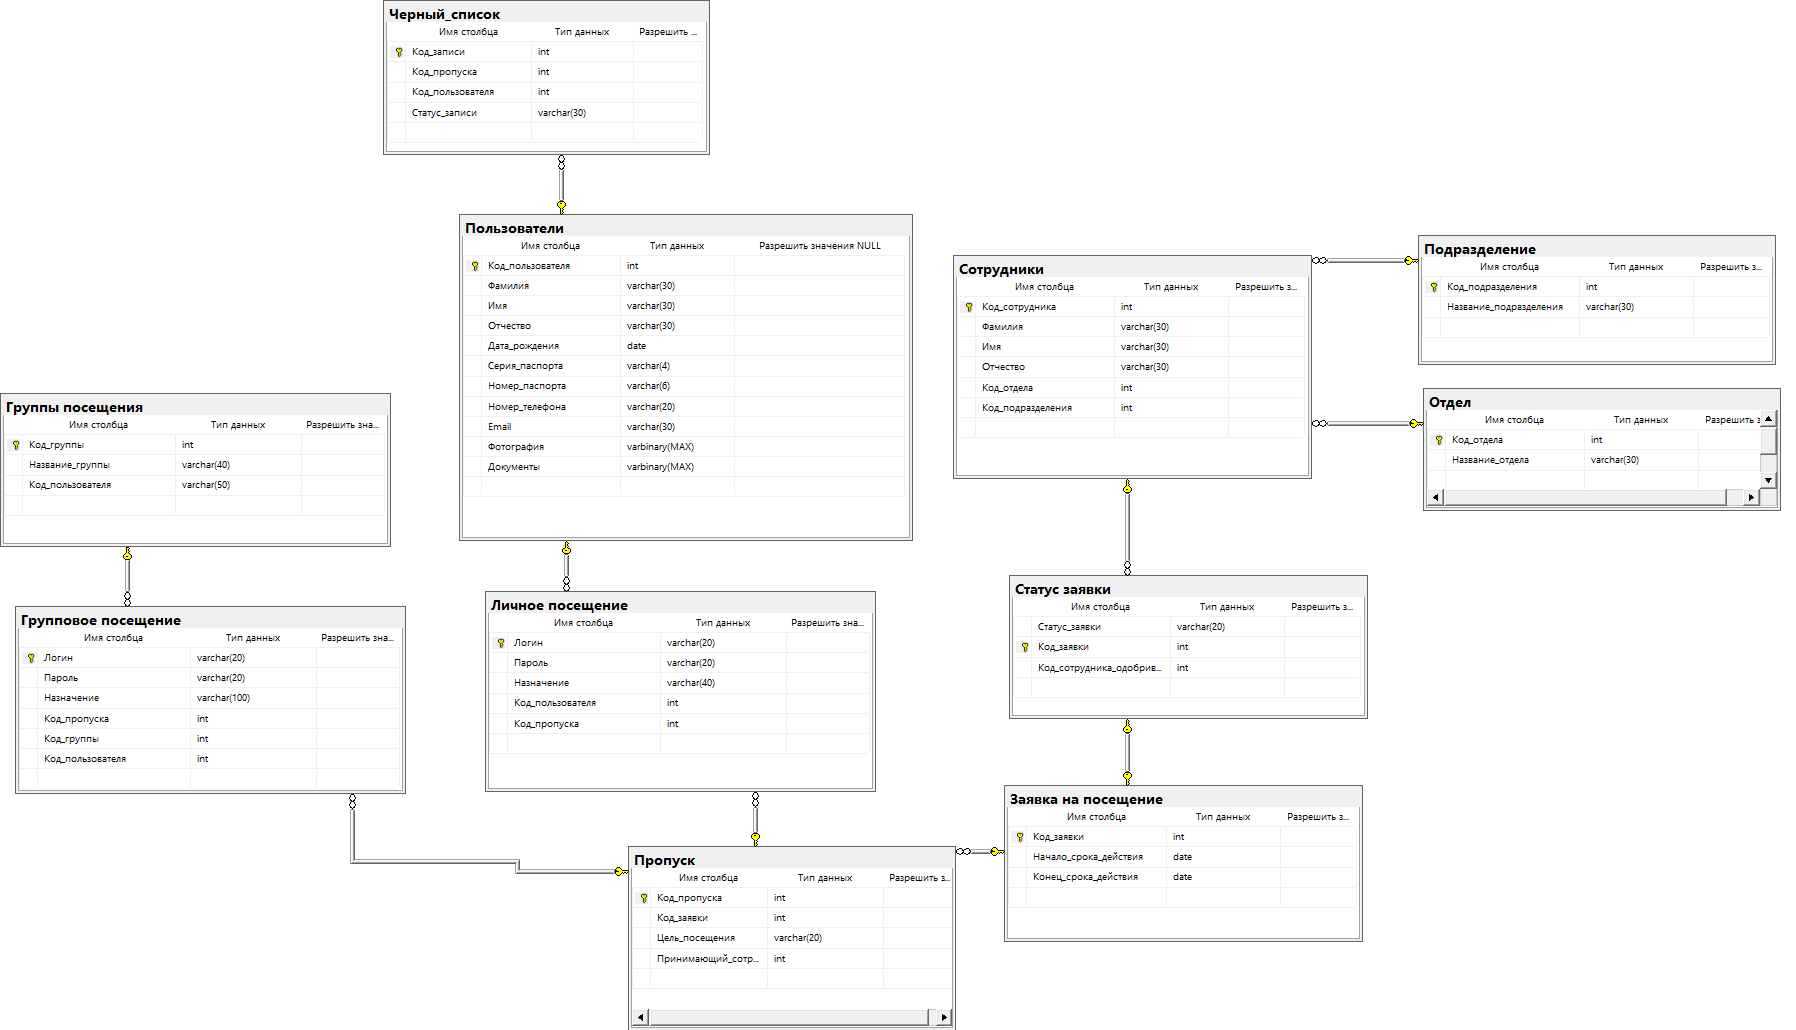 Черный_список
Имя столбца Тип данных Разрешить ...
Код_записи int
Код_пропуска int
Код_пользователя int
Статус_записи varchar(30)
Пользователи
Имя столбца Тип данных Разрешить значения NULL
Код_пользователя int
Фамилия varchar(30)
Имя varchar(30)
Отчество varchar(30)
Дата_рождения date
Серия_паспорта varchar(4)
Номер_паспорта varchar(6)
Номер_телефона varchar(20)
Email varchar(30)
Фотография varbinary(MAX)
Документы varbinary(MAX)
Сотрудники
Имя столбца Тип данных Разрешить з...
Код_сотрудника int
Фамилия varchar(30)
Имя varchar(30)
Отчество varchar(30)
Код_отдела int
Код_подразделения int
Подразделение
Имя столбца Тип данных Разрешить з...
Код_подразделения int
Название_подразделения varchar(30)
Отдел
Имя столбца Тип данных Разрешить з
Код_отдела int
Название_отдела varchar(30)
Группы посещения
Имя столбца Тип данных Разрешить зна...
Код_группы int
Название_группы varchar(40)
Код_пользователя varchar(50)
Групповое посещение
Имя столбца Тип данных Разрешить зна...
Логин varchar(20)
Пароль varchar(20)
Назначение varchar(100)
Код_пропуска int
Код_группы int
Код_пользователя int
Личное посещение
Имя столбца Тип данных Разрешить зна...
Логин varchar(20)
Пароль varchar(20)
Назначение varchar(40)
Код_пользователя int
Код_пропуска int
Статус заявки
Имя столбца Тип данных Разрешить з...
Статус_заявки varchar(20)
Код_заявки int
Код_сотрудника_одобрив... int
Заявка на посещение
Имя столбца Тип данных Разрешить з...
Код_заявки int
Начало_срока_действия date
Конец_срока_действия date
Пропуск
Имя столбца Тип данных Разрешить з...
Код_пропуска int
Код_заявки int
Цель_посещения varchar(20)
Принимающий_сотр... int